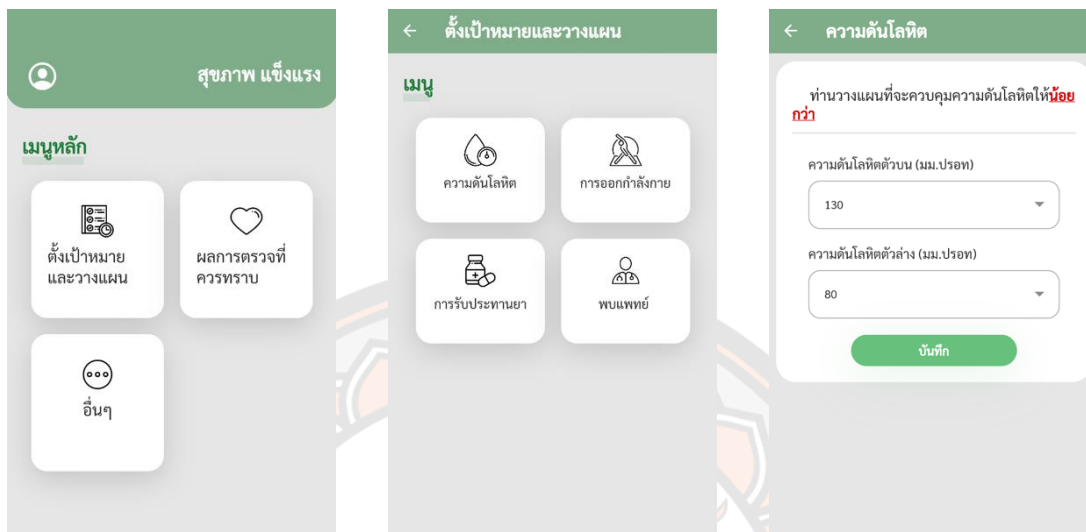 สุขภาพ แข็งแรง
เมนูหลัก
ตั้งเป้าหมาย
และวางแผน
ผลการตรวจที่
ควรทราบ
อื่นๆ
ตั้งเป้าหมายและวางแผน
เมนู
ความดันโลหิต
การออกกำลังกาย
การรับประทานยา
พบแพทย์
ความดันโลหิต
ท่านวางแผนที่จะควบคุมความดันโลหิตให้น้อย
กว่า
ความดันโลหิตตัวบน (มม.ปรอท)
130
ความดันโลหิตตัวล่าง (มม.ปรอท)
80
บันทึก